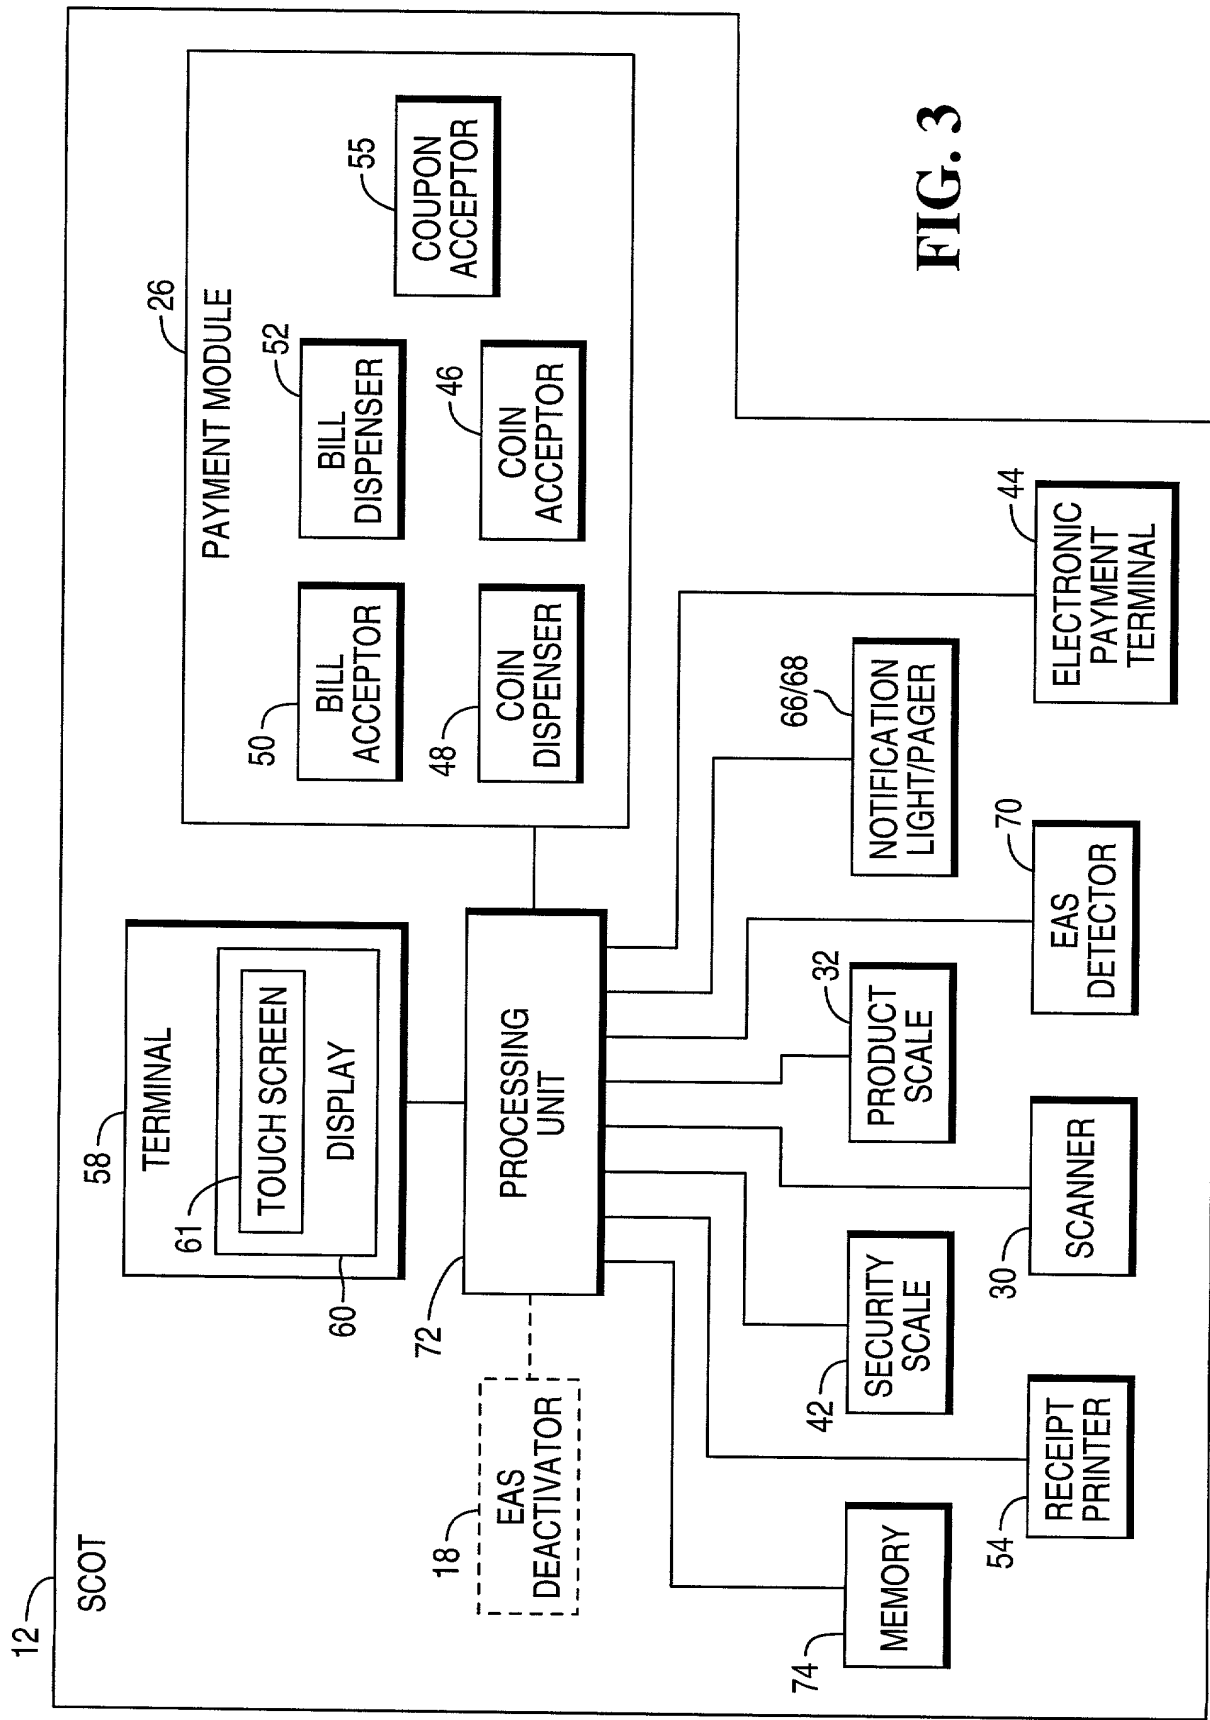 12
SCOT
58
TERMINAL
61
TOUCH SCREEN
DISPLAY
60
26
PAYMENT MODULE
50
BILL
ACCEPTOR
52
BILL
DISPENSER
55
COUPON
ACCEPTOR
48
COIN
DISPENSER
46
COIN
ACCEPTOR
18
EAS
DEACTIVATOR
72
PROCESSING
UNIT
74
MEMORY
42
SECURITY
SCALE
32
PRODUCT
SCALE
66/68
NOTIFICATION
LIGHT/PAGER
54
RECEIPT
PRINTER
30
SCANNER
70
EAS
DETECTOR
44
ELECTRONIC
PAYMENT
TERMINAL
FIG. 3